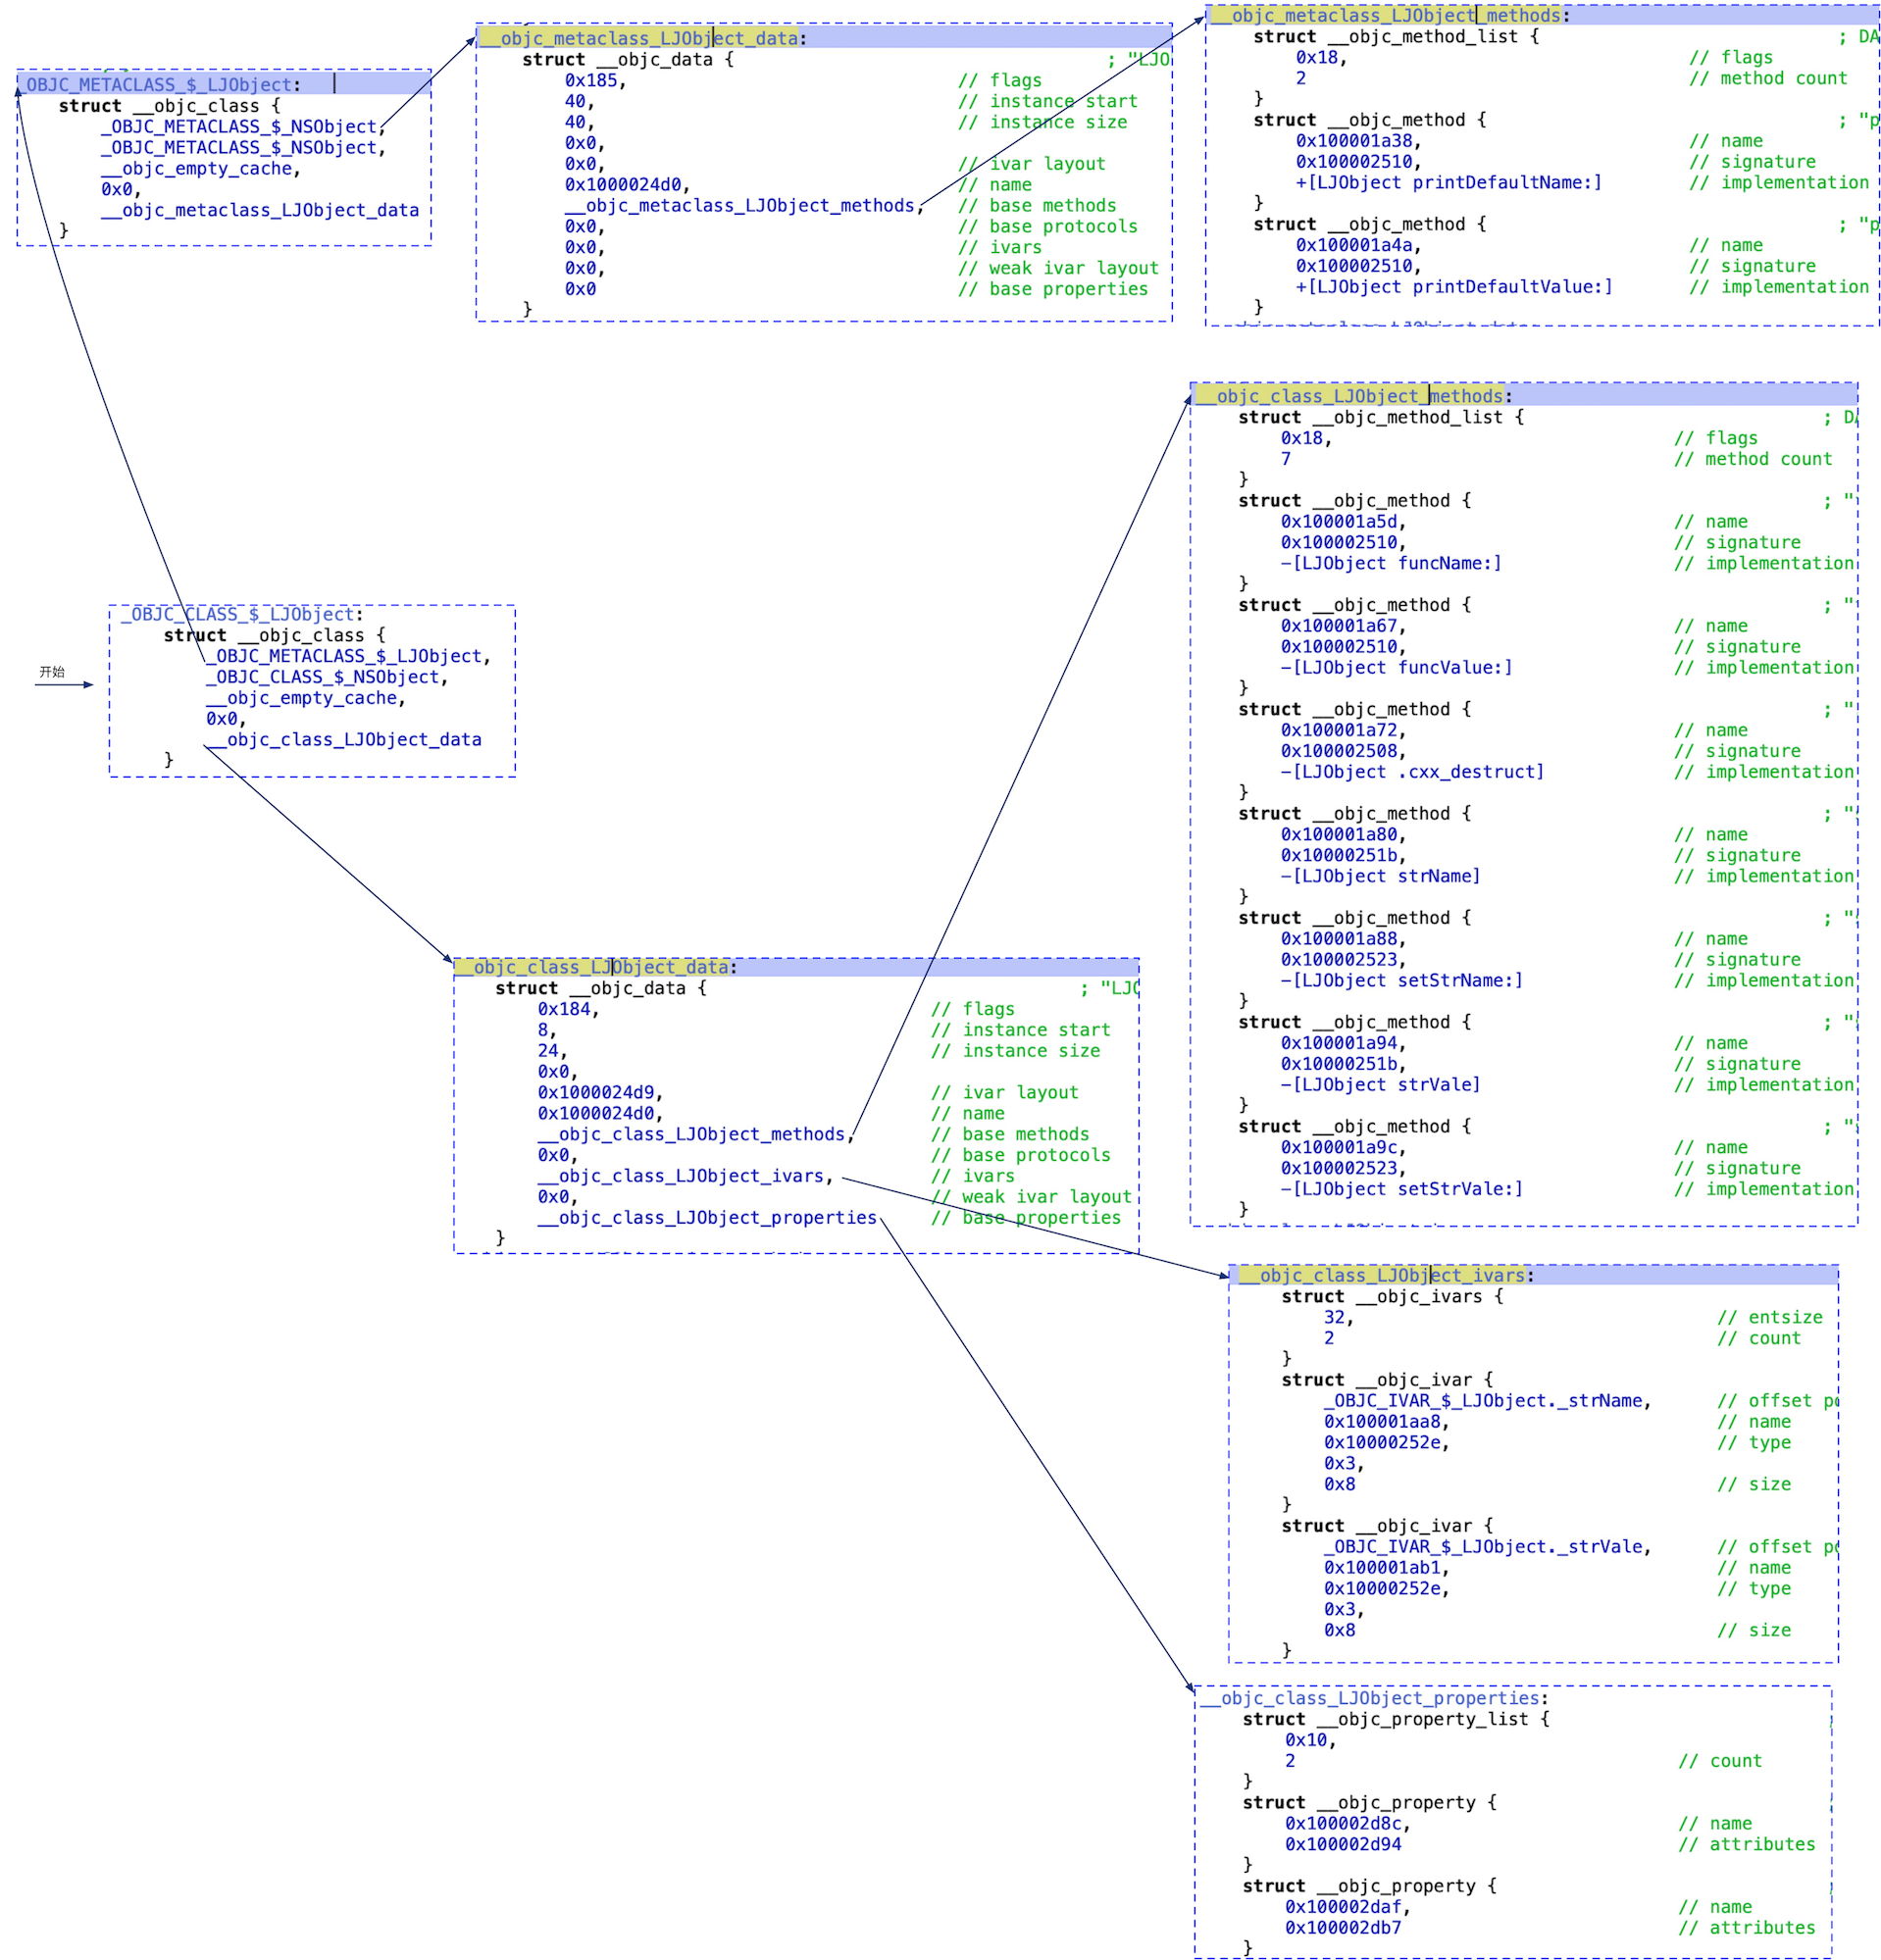 _OBJC_METACLASS_$_LJObject:
struct __objc_class {
_OBJC_METACLASS_$_NSObject,
_OBJC_METACLASS_$_NSObject,
__objc_empty_cache,
0x0,
__objc_metaclass_LJObject_data
}
__objc_metaclass_LJObject_data:
struct __objc_data { ; "LJO
0x185, // flags
40, // instance start
40, // instance size
0x0,
0x0, // ivar layout
0x1000024d0, // name
__objc_metaclass_LJObject_methods, // base methods
0x0, // base protocols
0x0, // ivars
0x0, // weak ivar layout
0x0 // base properties
}
__objc_metaclass_LJObject_methods:
struct __objc_method_list { ; DA
0x18, // flags
2 // method count
}
struct __objc_method { ; "p
0x100001a38, // name
0x100002510, // signature
+[LJObject printDefaultName:] // implementation
}
struct __objc_method { ; "p
0x100001a4a, // name
0x100002510, // signature
+[LJObject printDefaultValue:] // implementation
}
开始
_OBJC_CLASS_$_LJObject:
struct __objc_class {
_OBJC_METACLASS_$_LJObject,
_OBJC_CLASS_$_NSObject,
__objc_empty_cache,
0x0,
__objc_class_LJObject_data
}
__objc_class_LJObject_data:
struct __objc_data { ; "LJO
0x184, // flags
8, // instance start
24, // instance size
0x0,
0x1000024d9, // ivar layout
0x1000024d0, // name
__objc_class_LJObject_methods, // base methods
0x0, // base protocols
__objc_class_LJObject_ivars, // ivars
0x0, // weak ivar layout
__objc_class_LJObject_properties // base properties
}
__objc_class_LJObject_methods:
struct __objc_method_list { ; DA
0x18, // flags
7 // method count
}
struct __objc_method { ; "
0x100001a5d, // name
0x100002510, // signature
-[LJObject funcName:] // implementation
}
struct __objc_method { ; "
0x100001a67, // name
0x100002510, // signature
-[LJObject funcValue:] // implementation
}
struct __objc_method { ; "
0x100001a72, // name
0x100002508, // signature
-[LJObject .cxx_destruct] // implementation
}
struct __objc_method { ; "
0x100001a80, // name
0x10000251b, // signature
-[LJObject strName] // implementation
}
struct __objc_method { ; "
0x100001a88, // name
0x100002523, // signature
-[LJObject setStrName:] // implementation
}
struct __objc_method { ; "
0x100001a94, // name
0x10000251b, // signature
-[LJObject strVale] // implementation
}
struct __objc_method { ; "
0x100001a9c, // name
0x100002523, // signature
-[LJObject setStrVale:] // implementation
}
__objc_class_LJObject_ivars:
struct __objc_ivars {
32, // entsize
2 // count
}
struct __objc_ivar {
_OBJC_IVAR_$_LJObject._strName, // offset po
0x100001aa8, // name
0x10000252e, // type
0x3,
0x8 // size
}
struct __objc_ivar {
_OBJC_IVAR_$_LJObject._strVale, // offset po
0x100001ab1, // name
0x10000252e, // type
0x3,
0x8 // size
}
__objc_class_LJObject_properties:
struct __objc_property_list {
0x10,
2 // count
}
struct __objc_property {
0x100002d8c, // name
0x100002d94 // attributes
}
struct __objc_property {
0x100002daf, // name
0x100002db7 // attributes
}